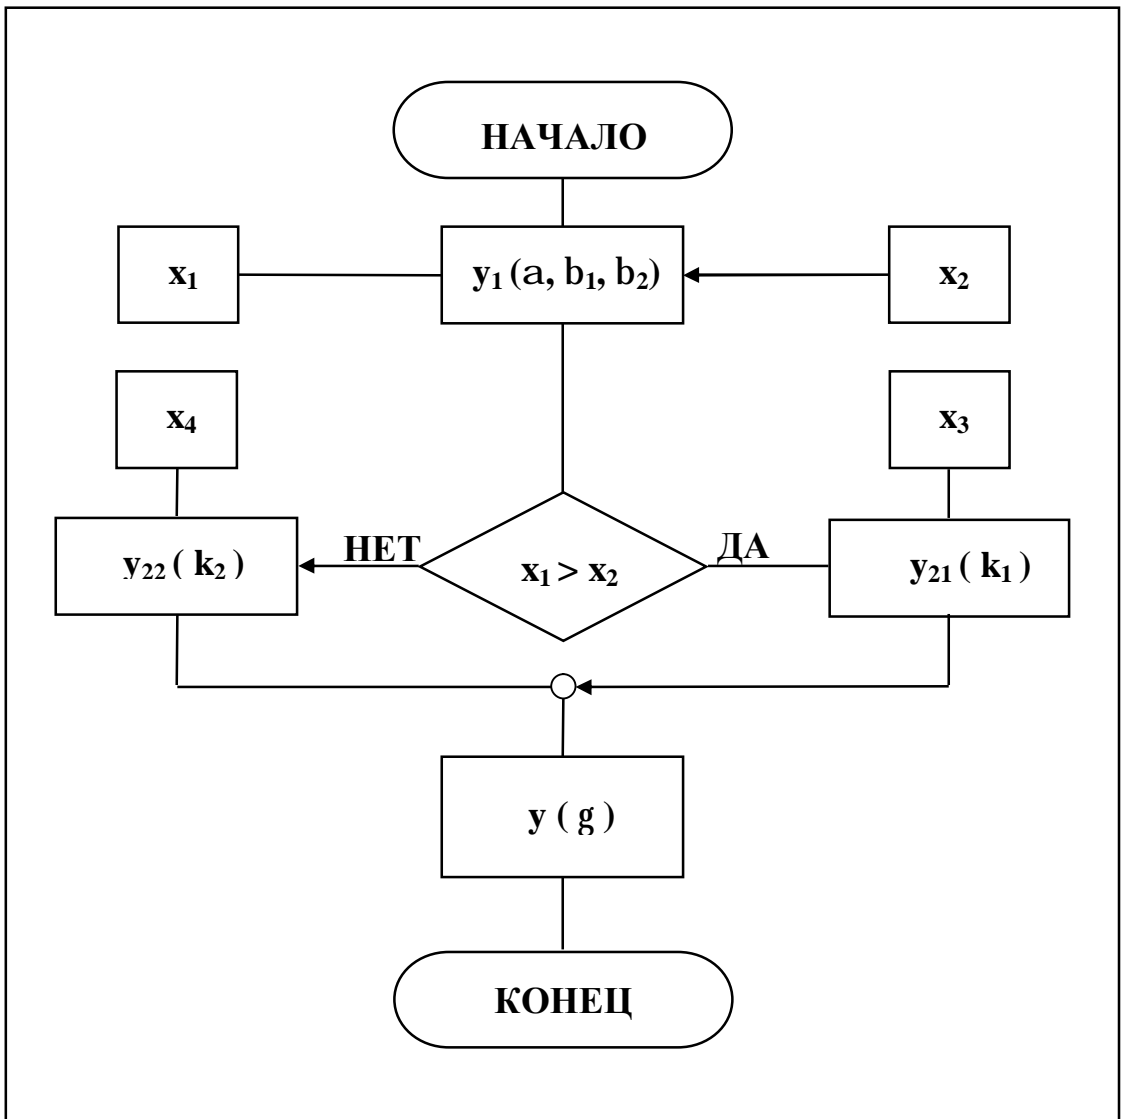 НАЧАЛО
x₁
y₁ (a, b₁, b₂)
x₂
x₄
x₃
НЕТ
ДА
y₂₂ ( k₂ )
x₁ > x₂
y₂₁ ( k₁ )
y ( g )
КОНЕЦ